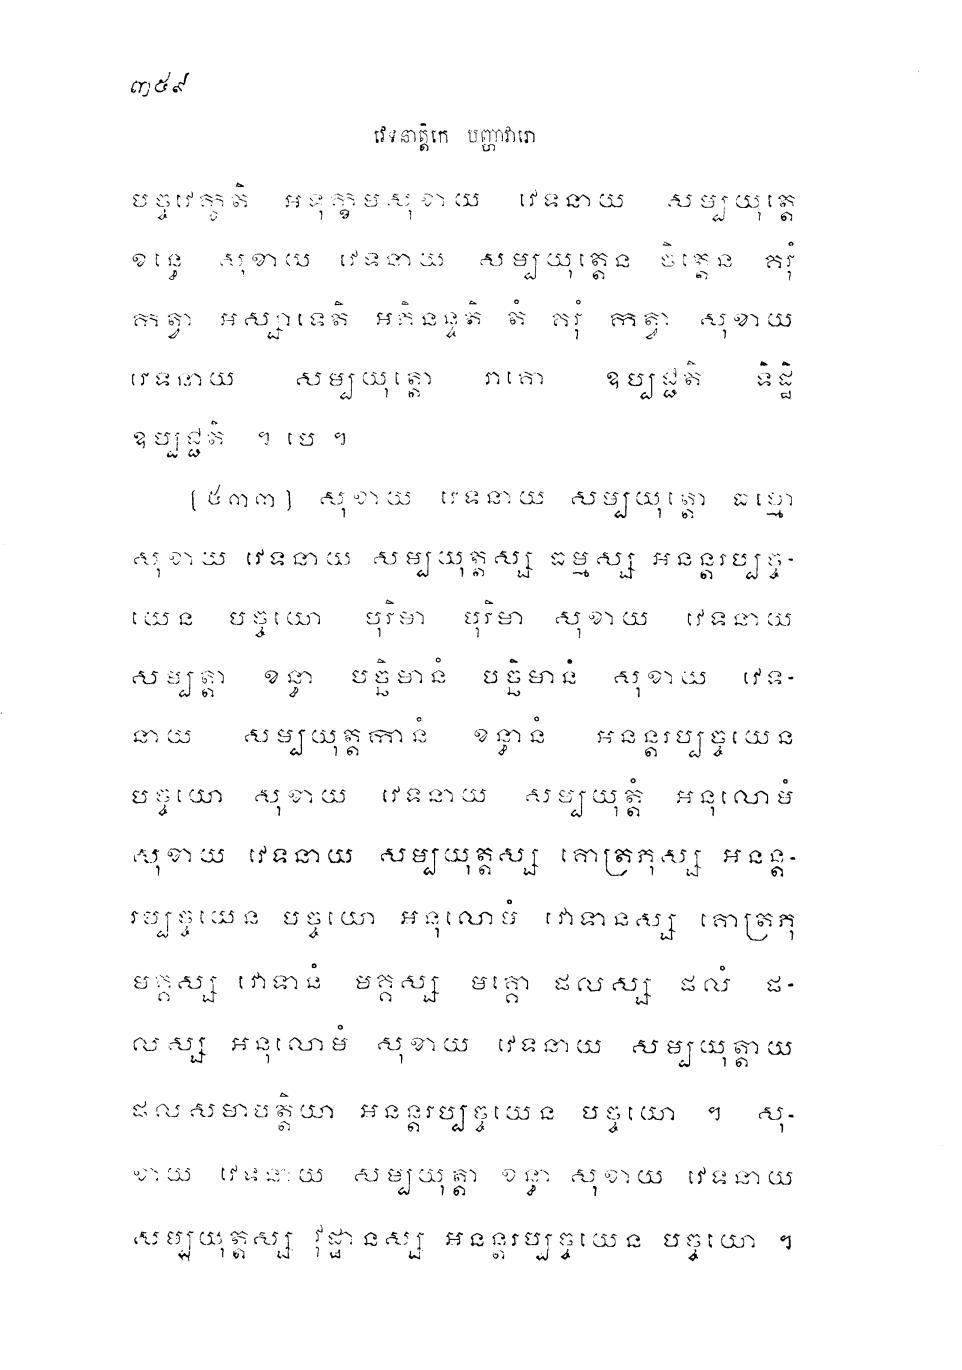 ៣៥៩
វេទនាត្តិកេ បញ្ហាវារោ
បច្ចវេក្ខតិ អទុក្ខមសុខាយ វេទនាយ សម្បយុត្តេ
ខន្ធេ សុខាយ វេទនាយ សម្បយុត្តេន ចិត្តេន គរុំ
កត្វា អស្សាទេតិ អភិនន្ទតិ តំ គរុំ កត្វា សុខាយ
វេទនាយ សម្បយុត្តោ រាគោ ឧប្បជ្ជតិ ទិដ្ឋិ
ឧប្បជ្ជតិ ។ បេ ។
[៥៣៣] សុខាយ វេទនាយ សម្បយុត្តោ ធម្មោ
សុខាយ វេទនាយ សម្បយុត្តស្ស ធម្មស្ស អនន្តរប្បច្ច-
យេន បច្ចយោ បុរិមា បុរិមា សុខាយ វេទនាយ
សម្បត្តា ខន្ធា បច្ឆិមានំ បច្ឆិមានំ សុខាយ វេទ-
នាយ សម្បយុត្តកានំ ខន្ធានំ អនន្តរប្បច្ចយេន
បច្ចយោ សុខាយ វេទនាយ សម្បយុត្តំ អនុលោមំ
សុខាយ វេទនាយ សម្បយុត្តស្ស គោត្រភុស្ស អនន្ត-
រប្បច្ចយេន បច្ចយោ អនុលោមំ វោទានស្ស គោត្រភុ
មគ្គស្ស វោទានំ មគ្គស្ស មគ្គោ ផលស្ស ផលំ ផ-
លស្ស អនុលោមំ សុខាយ វេទនាយ សម្បយុត្តាយ
ផលសមាបត្តិយា អនន្តរប្បច្ចយេន បច្ចយោ ។ សុ-
ខាយ វេទនាយ សម្បយុត្តា ខន្ធា សុខាយ វេទនាយ
សម្បយុត្តស្ស វុដ្ឋានស្ស អនន្តរប្បច្ចយេន បច្ចយោ ។